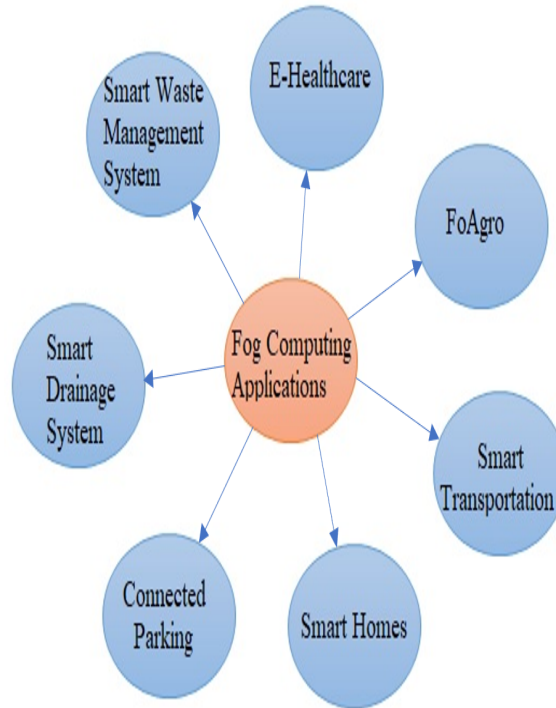 E-Healthcare
Smart Waste
Management
System
FoAgro
Fog Computing
Applications
Smart
Drainage
System
Smart
Transportation
Connected
Parking
Smart Homes